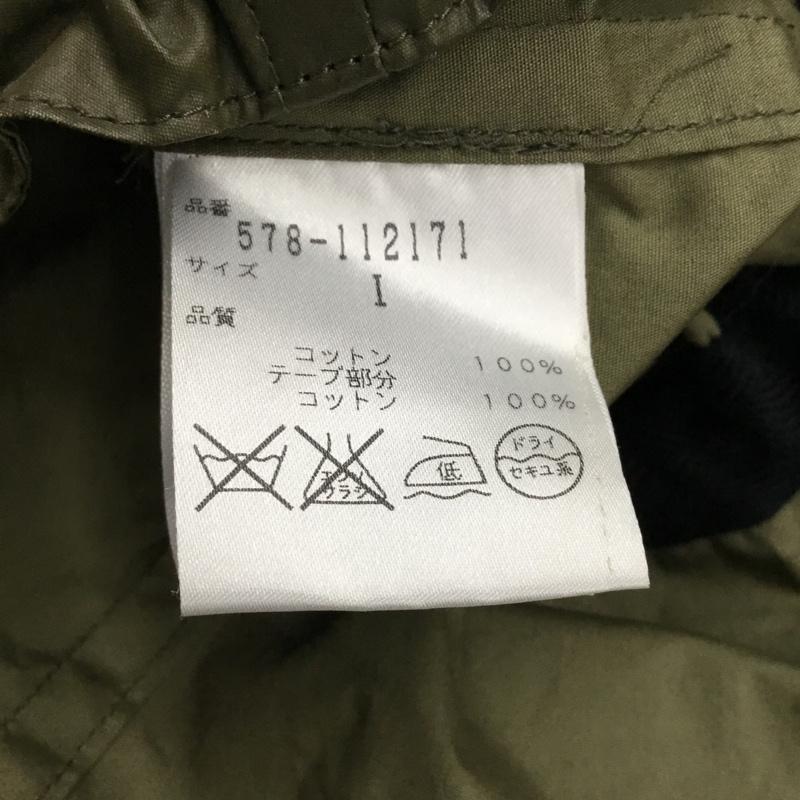 品番
578-112171
サイズ
1
品質
コットン 100%
テープ部分
コットン 100%
エンソ
サラシ
低
ドライ
セキユ系